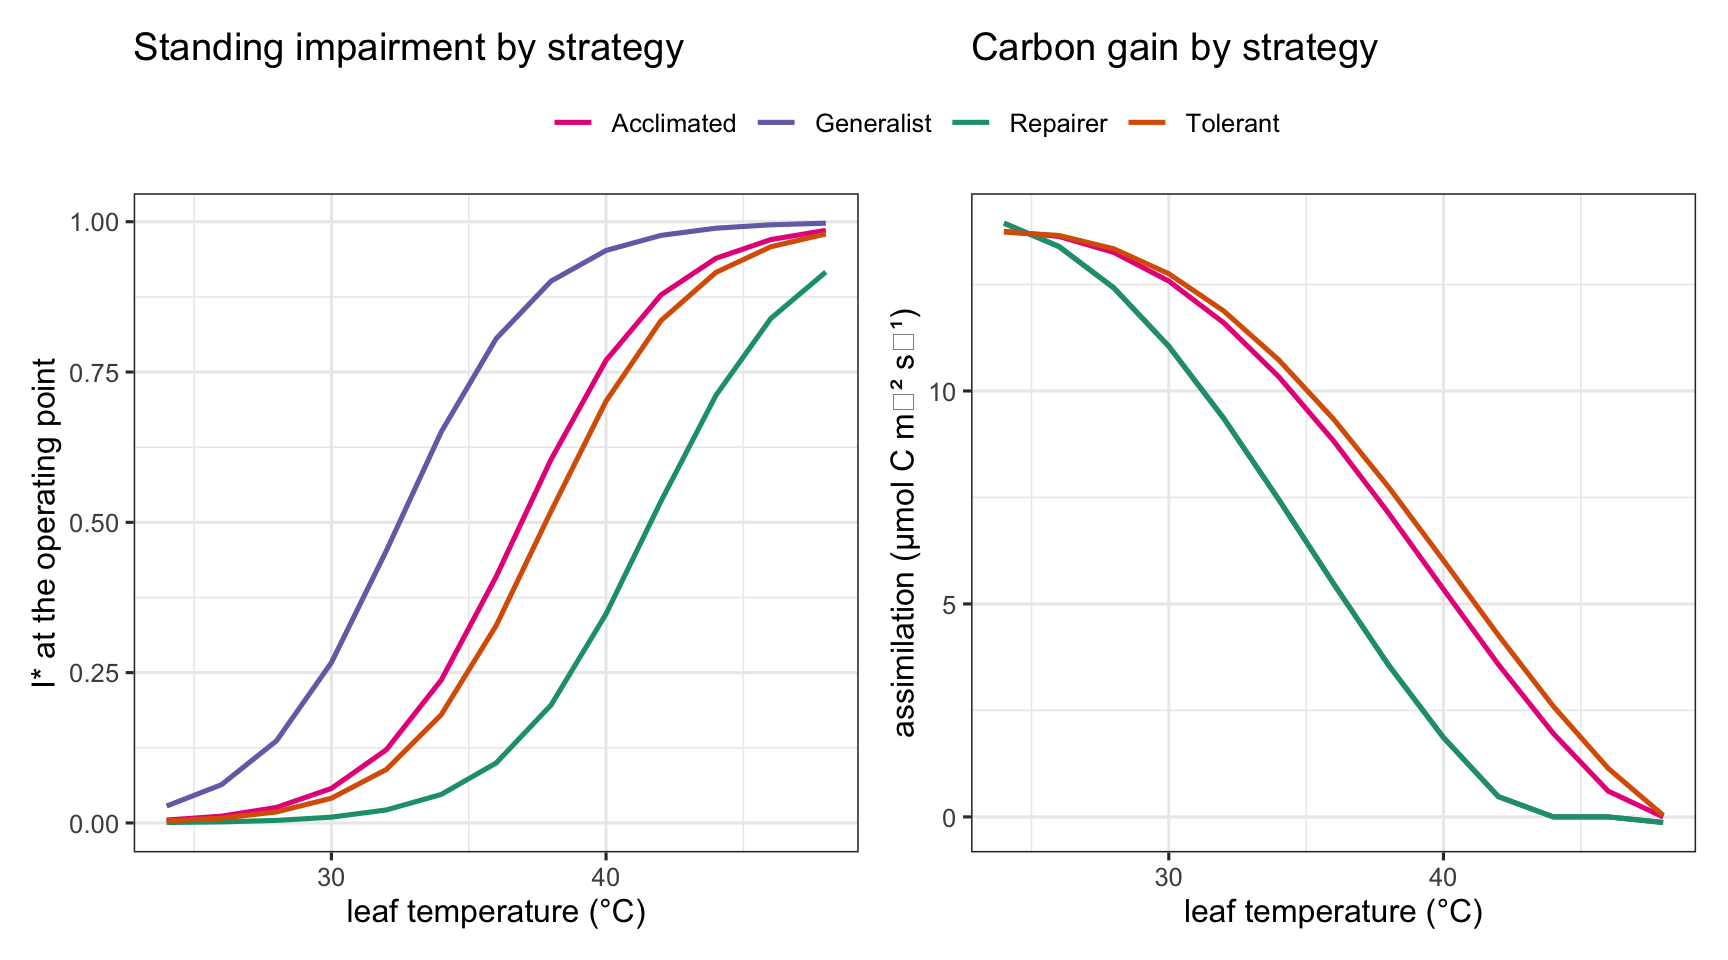 Standing impairment by strategy
Carbon gain by strategy
Acclimated Generalist Repairer Tolerant
I* at the operating point
1.00
0.75
0.50
0.25
0.00
30 40
leaf temperature (°C)
assimilation (µmol C m□² s□¹)
10
5
0
30 40
leaf temperature (°C)